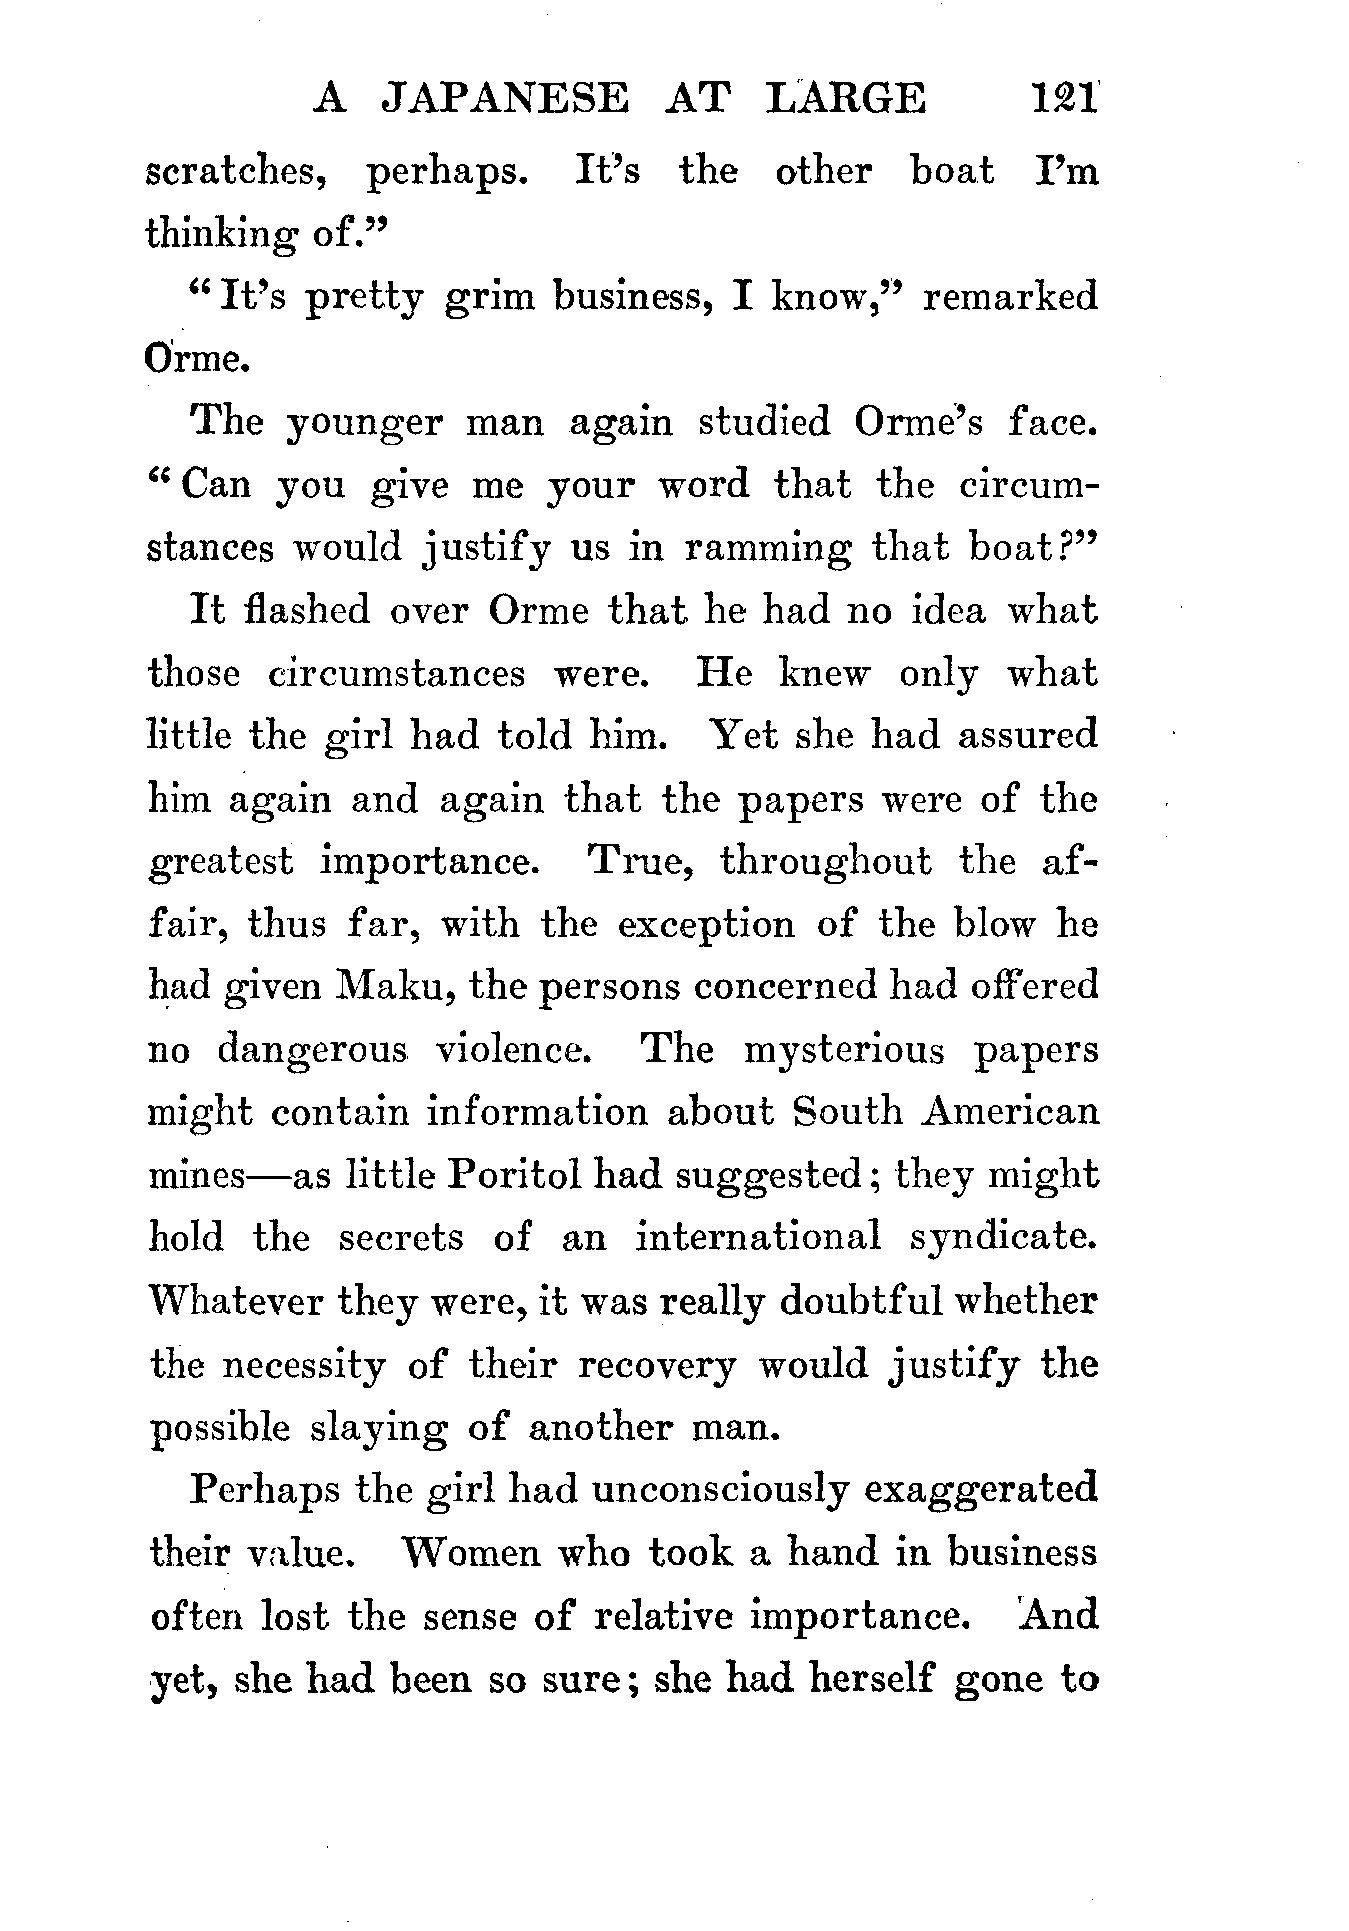 A JAPANESE AT LARGE 121
scratches, perhaps. It's the other boat I'm
thinking of."
"It's pretty grim business, I know," remarked
Orme.
The younger man again studied Orme's face.
"Can you give me your word that the circum-
stances would justify us in ramming that boat?"
It flashed over Orme that he had no idea what
those circumstances were. He knew only what
little the girl had told him. Yet she had assured
him again and again that the papers were of the
greatest importance. True, throughout the af-
fair, thus far, with the exception of the blow he
had given Maku, the persons concerned had offered
no dangerous violence. The mysterious papers
might contain information about South American
mines—as little Poritol had suggested; they might
hold the secrets of an international syndicate.
Whatever they were, it was really doubtful whether
the necessity of their recovery would justify the
possible slaying of another man.
Perhaps the girl had unconsciously exaggerated
their value. Women who took a hand in business
often lost the sense of relative importance. And
yet, she had been so sure; she had herself gone to